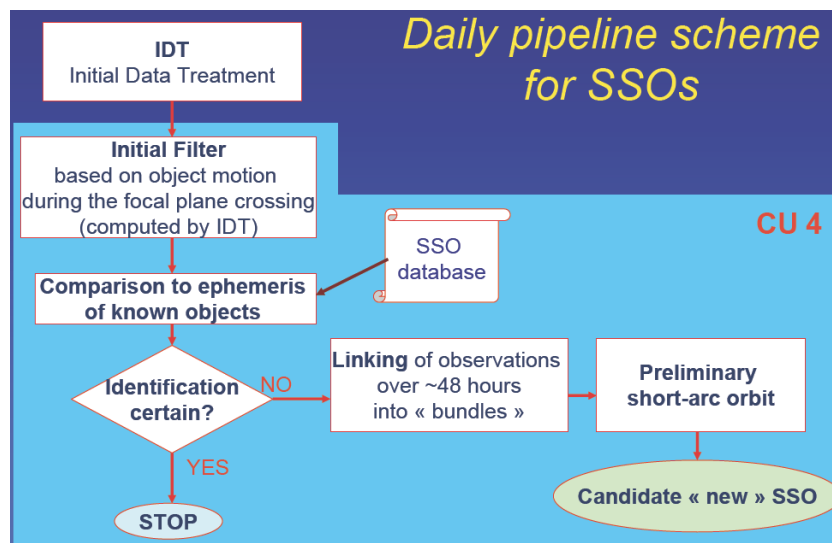 Daily pipeline scheme
for SSOs
IDT
Initial Data Treatment
Initial Filter
based on object motion
during the focal plane crossing
(computed by IDT)
CU 4
SSO
database
Comparison to ephemeris
of known objects
Identification
certain?
NO
Linking of observations
over ~48 hours
into « bundles »
Preliminary
short-arc orbit
YES
STOP
Candidate « new » SSO